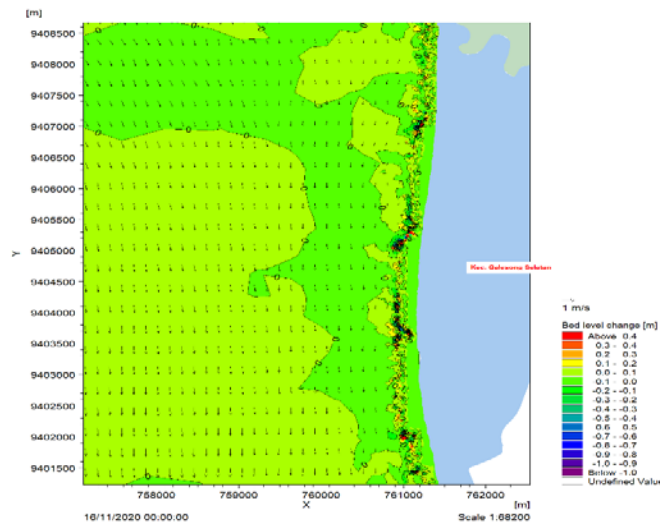 [m]
9408500
9408000
9407500
9407000
9406500
9406000
9405500
9405000
9404500
9404000
9403500
9403000
9402500
9402000
9401500
Y
758000 759000 760000 761000 762000 [m]
X
16/11/2020 00.00.00
Scale 1:68200
Kec. Galesong Selatan
1 m/s
Bed level change [m]
Above 0.4
0.3 - 0.4
0.2 0.3
0.1 - 0.2
0.0 - 0.1
-0.1 - 0.0
-0.2 - -0.1
-0.3 - -0.2
-0.4 - -0.3
-0.5 - -0.4
0.6 0.5
-0.7 - -0.6
-0.8 - -0.7
-0.9 - -0.8
-1.0 - -0.9
Below -1.0
Undefined Value